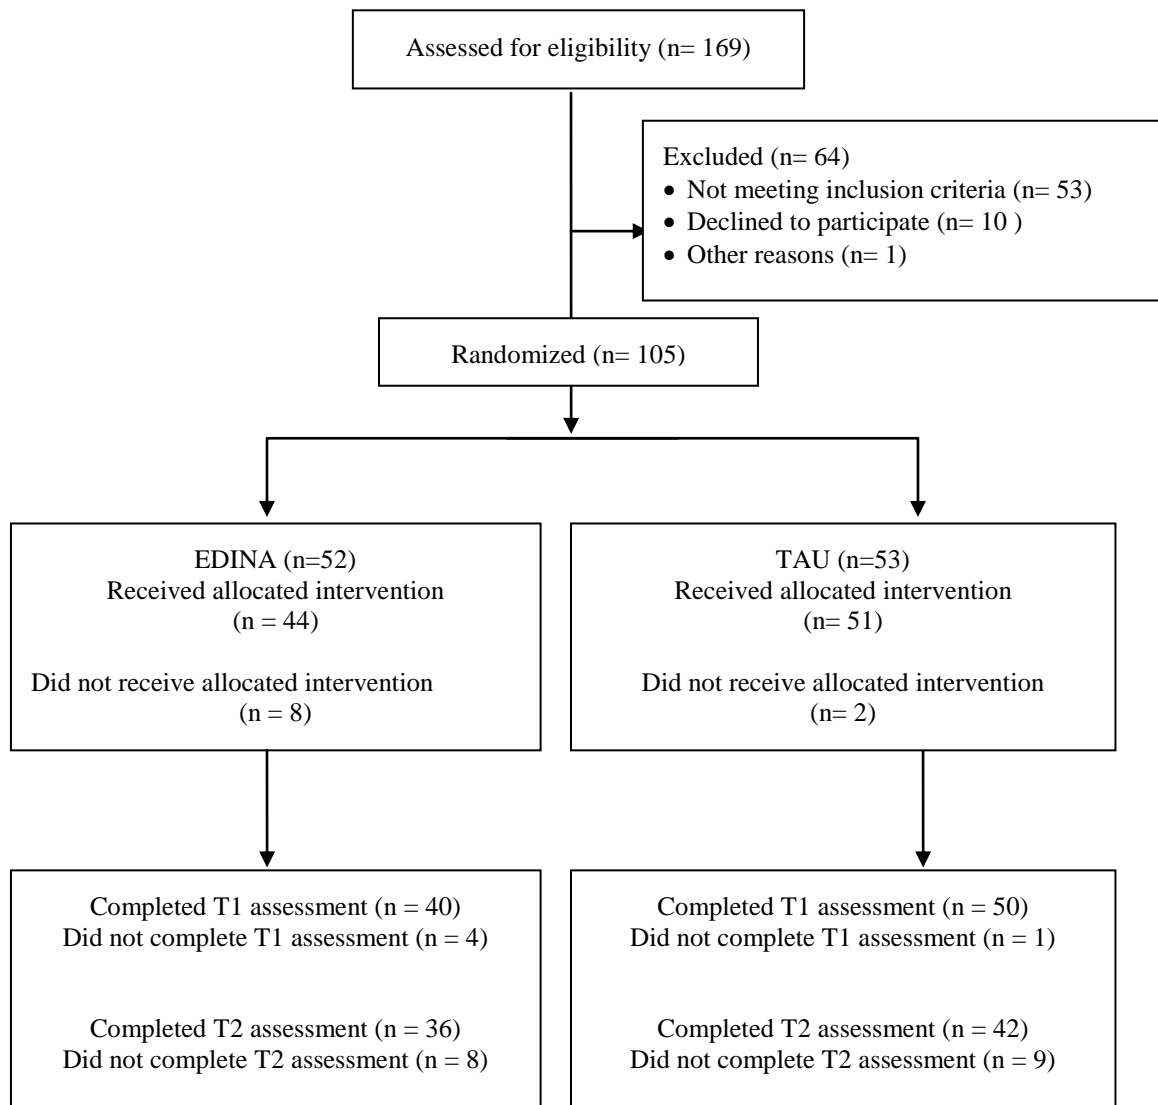 Assessed for eligibility (n= 169)
Excluded (n= 64)
• Not meeting inclusion criteria (n= 53)
• Declined to participate (n= 10 )
• Other reasons (n= 1)
Randomized (n= 105)
EDINA (n=52)
Received allocated intervention
(n = 44)
Did not receive allocated intervention
(n = 8)
TAU (n=53)
Received allocated intervention
(n= 51)
Did not receive allocated intervention
(n= 2)
Completed T1 assessment (n = 40)
Did not complete T1 assessment (n = 4)
Completed T2 assessment (n = 36)
Did not complete T2 assessment (n = 8)
Completed T1 assessment (n = 50)
Did not complete T1 assessment (n = 1)
Completed T2 assessment (n = 42)
Did not complete T2 assessment (n = 9)